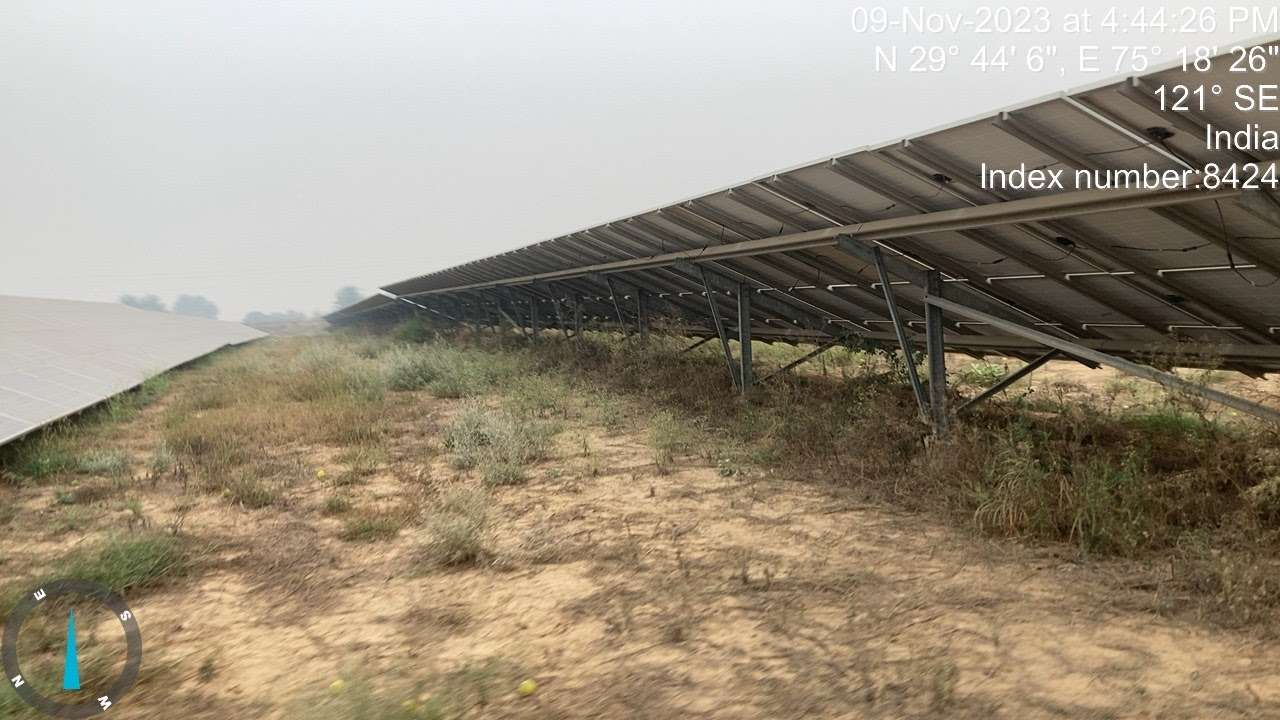 09-Nov-2023 at 4:44:26 PM
N 29° 44' 6", E 75° 18' 26"
121° SE
India
Index number:8424
E
S
N
W